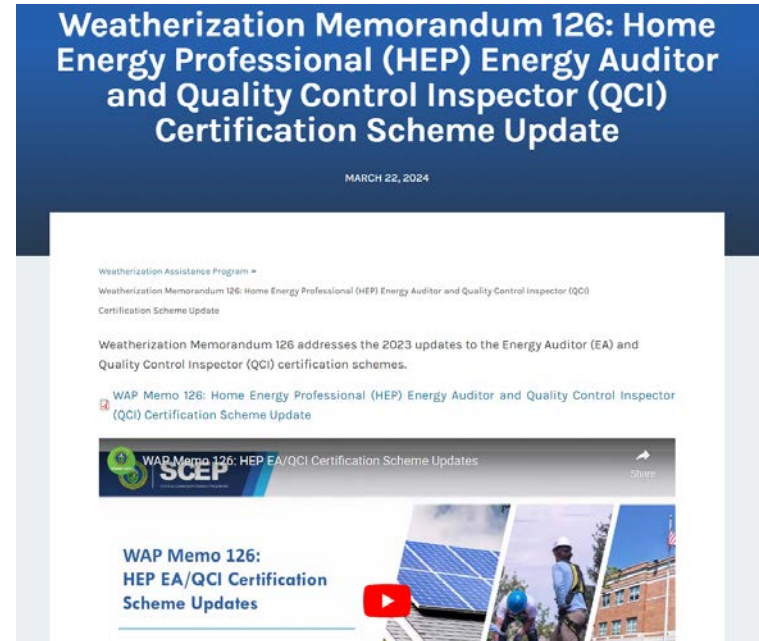 Weatherization Memorandum 126: Home
Energy Professional (HEP) Energy Auditor
and Quality Control Inspector (QCI)
Certification Scheme Update
MARCH 22, 2024
Weatherization Assistance Program »
Weatherization Memorandum 126: Home Energy Professional (HEP) Energy Auditor and Quality Control Inspector (QCI)
Certification Scheme Update
Weatherization Memorandum 126 addresses the 2023 updates to the Energy Auditor (EA) and
Quality Control Inspector (QCI) certification schemes.
WAP Memo 126: Home Energy Professional (HEP) Energy Auditor and Quality Control Inspector
(QCI) Certification Scheme Update
WAP Memo 126: HEP EA/QCI Certification Scheme Updates
SCEP
Share
WAP Memo 126:
HEP EA/QCI Certification
Scheme Updates